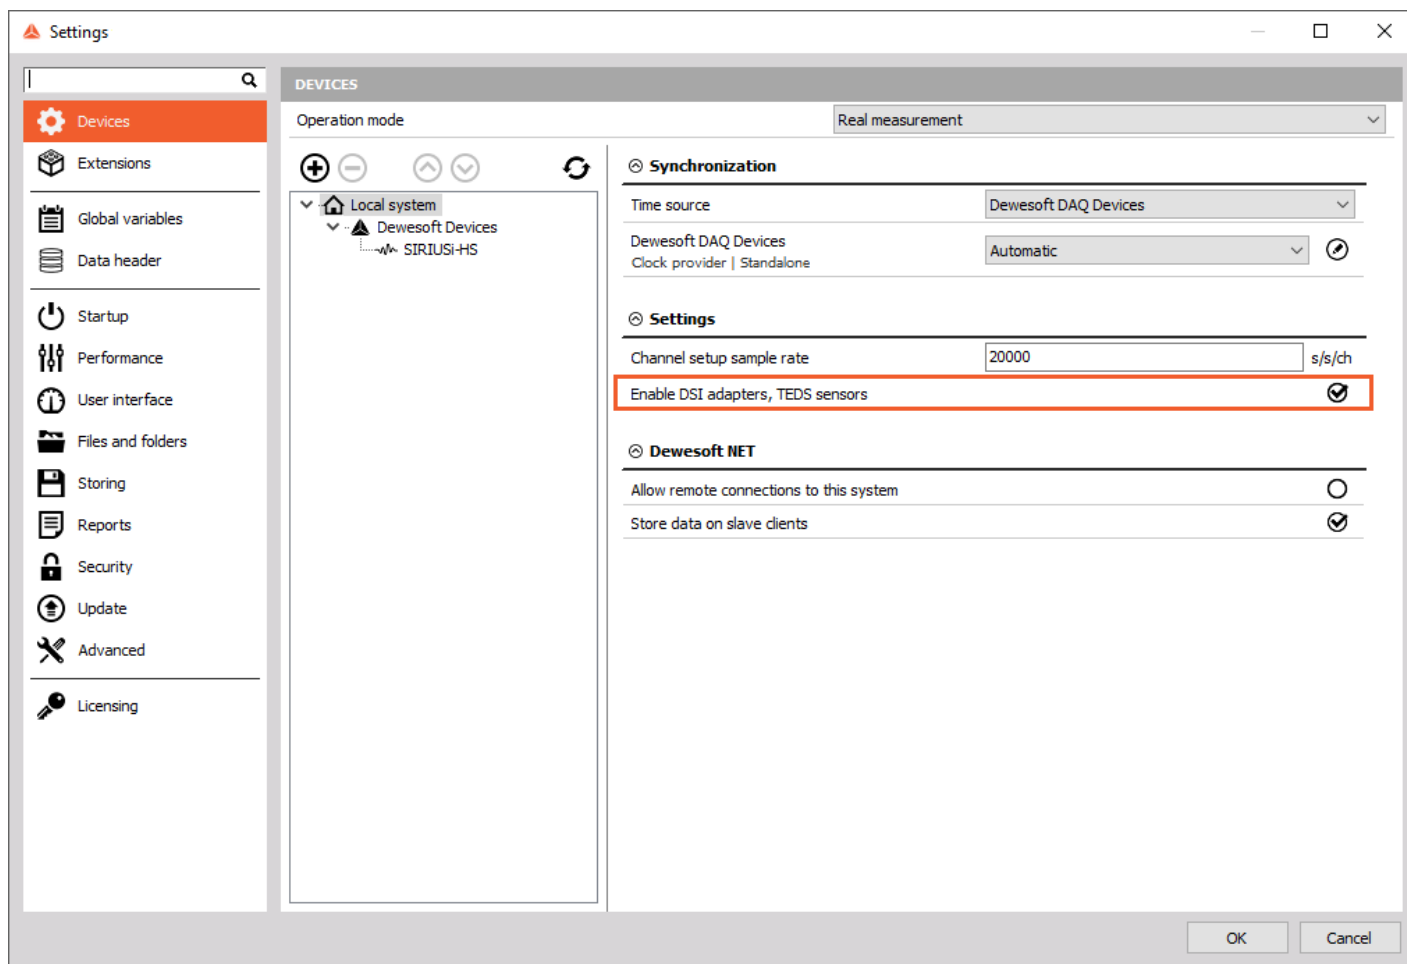 Settings
DEVICES
Devices
Extensions
Global variables
Data header
Startup
Performance
User interface
Files and folders
Storing
Reports
Security
Update
Advanced
Licensing
Operation mode
Real measurement
Local system
Dewesoft Devices
SIRIUSi-HS
Synchronization
Time source
Dewesoft DAQ Devices
Dewesoft DAQ Devices
Clock provider | Standalone
Automatic
Settings
Channel setup sample rate
20000
s/s/ch
Enable DSI adapters, TEDS sensors
Dewesoft NET
Allow remote connections to this system
Store data on slave clients
OK
Cancel